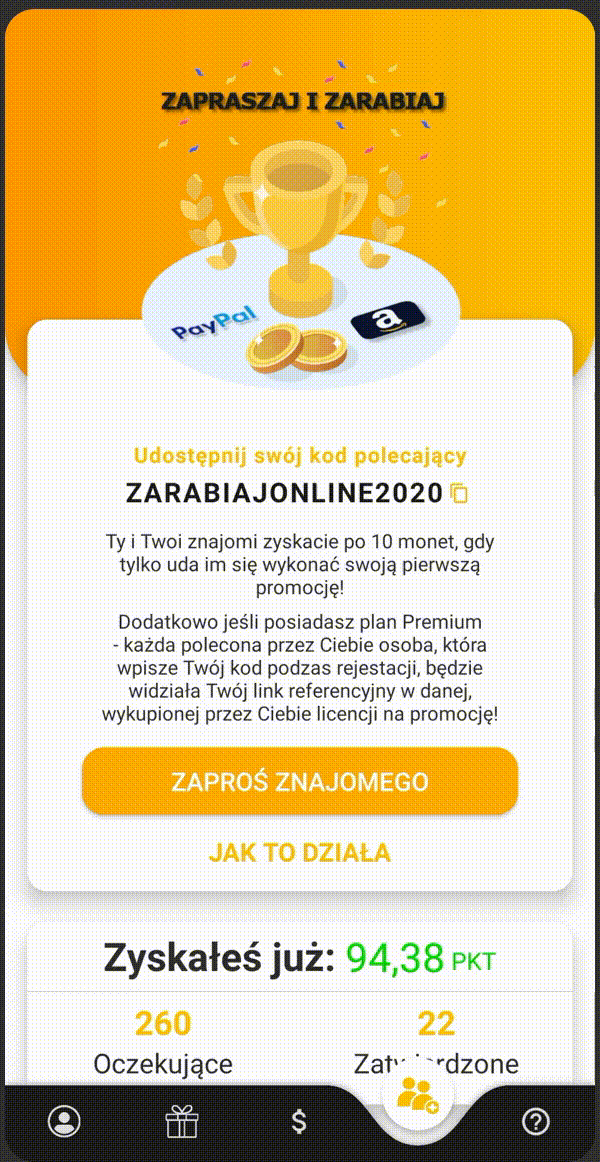 ZAPRASZAJ I ZARABIAJ
PayPal
a
Udostępnij swój kod polecający
ZARABIAJONLINE2020
Ty i Twoi znajomi zyskacie po 10 monet, gdy
tylko uda im się wykonać swoją pierwszą
promocję!
Dodatkowo jeśli posiadasz plan Premium
- każda polecona przez Ciebie osoba, która
wpisze Twój kod podzas rejestacji, będzie
widziała Twój link referencyjny w danej,
wykupionej przez Ciebie licencji na promocję!
ZAPROŚ ZNAJOMEGO
JAK TO DZIAŁA
Zyskałeś już: 94,38 PKT
260 22
Oczekujące Zatwierdzone
$
?